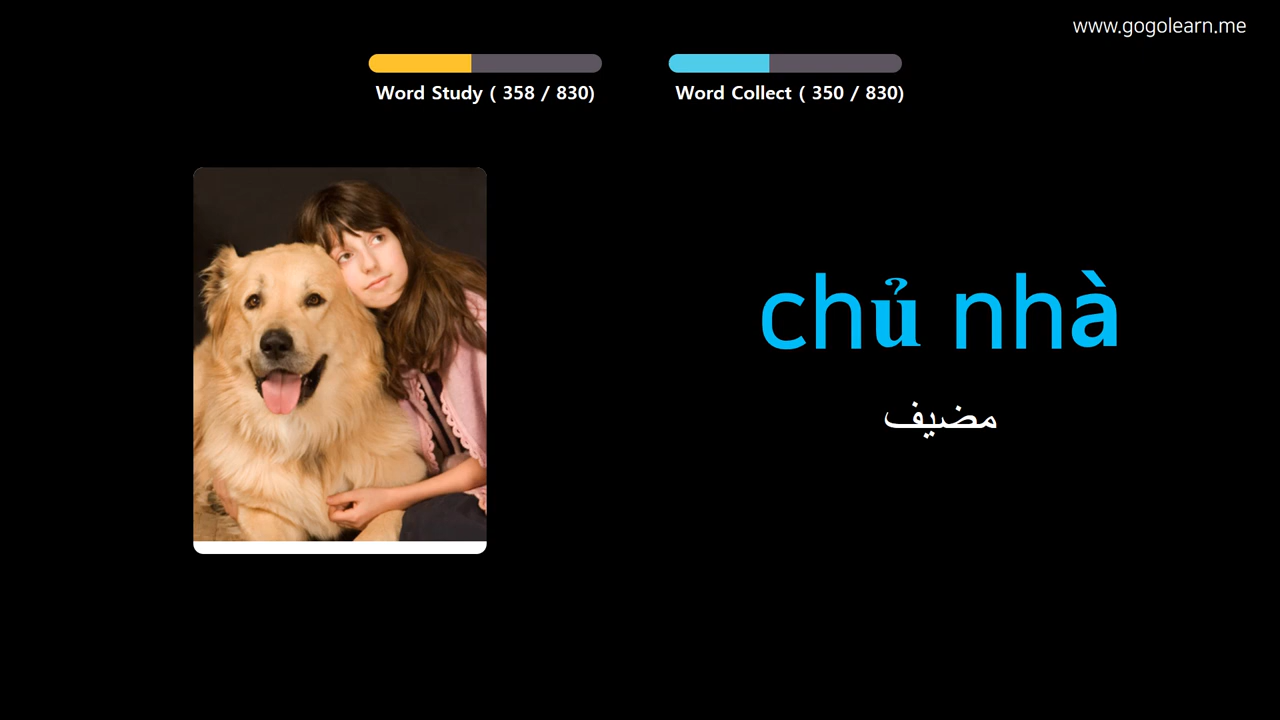 www.gogolearn.me
Word Study ( 358 / 830)
Word Collect ( 350 / 830)
chủ nhà
مضيف